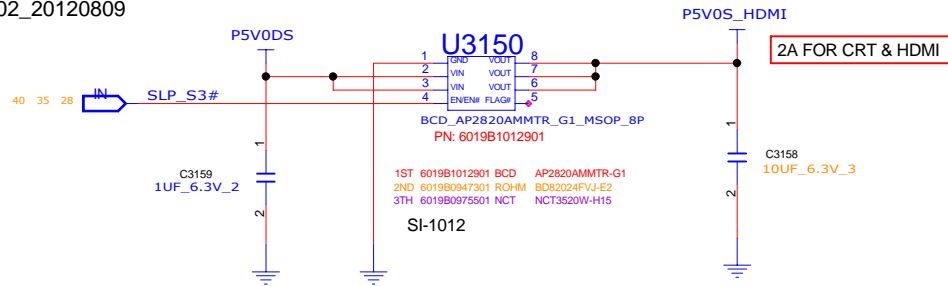 02_20120809
P5V0S_HDMI
P5V0DS
U3150
2A FOR CRT & HDMI
1 GND VOUT 8
2 VIN VOUT 7
3 VIN VOUT 6
4 EN/EN# FLAG# 5
40 35 28 IN SLP_S3#
BCD_AP2820AMMTR_G1_MSOP_8P
PN: 6019B1012901
1
1
C3159
1UF_6.3V_2
C3158
10UF_6.3V_3
1ST 6019B1012901 BCD AP2820AMMTR-G1
2ND 6019B0947301 ROHM BD82024FVJ-E2
3TH 6019B0975501 NCT NCT3520W-H15
2
2
SI-1012